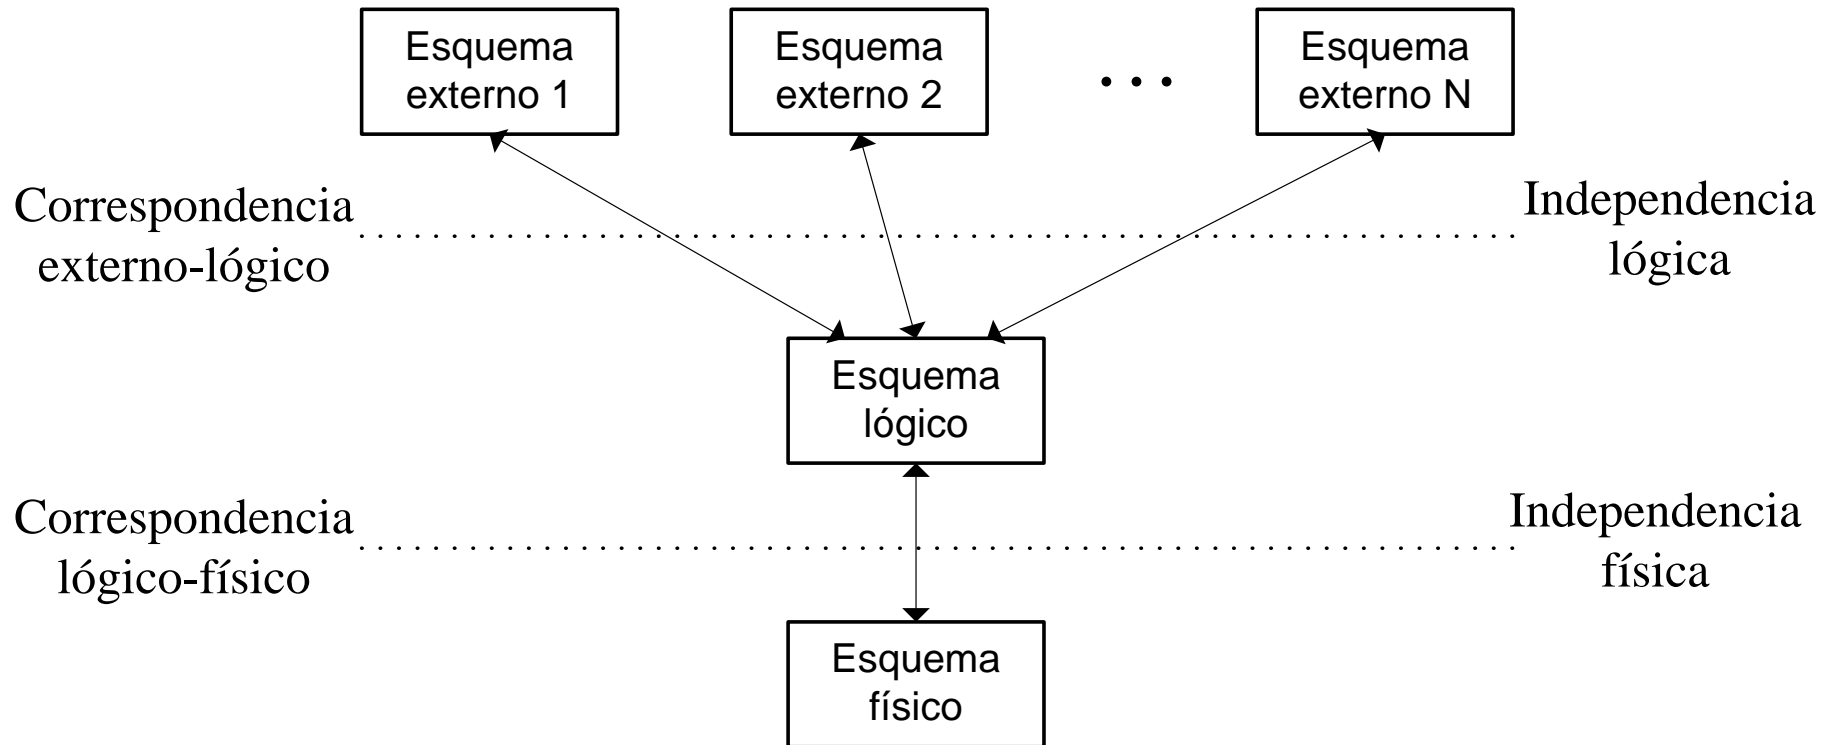 Esquema
externo 1
Esquema
externo 2
. . .
Esquema
externo N
Correspondencia
externo-lógico
Independencia
lógica
Esquema
lógico
Correspondencia
lógico-físico
Independencia
física
Esquema
físico